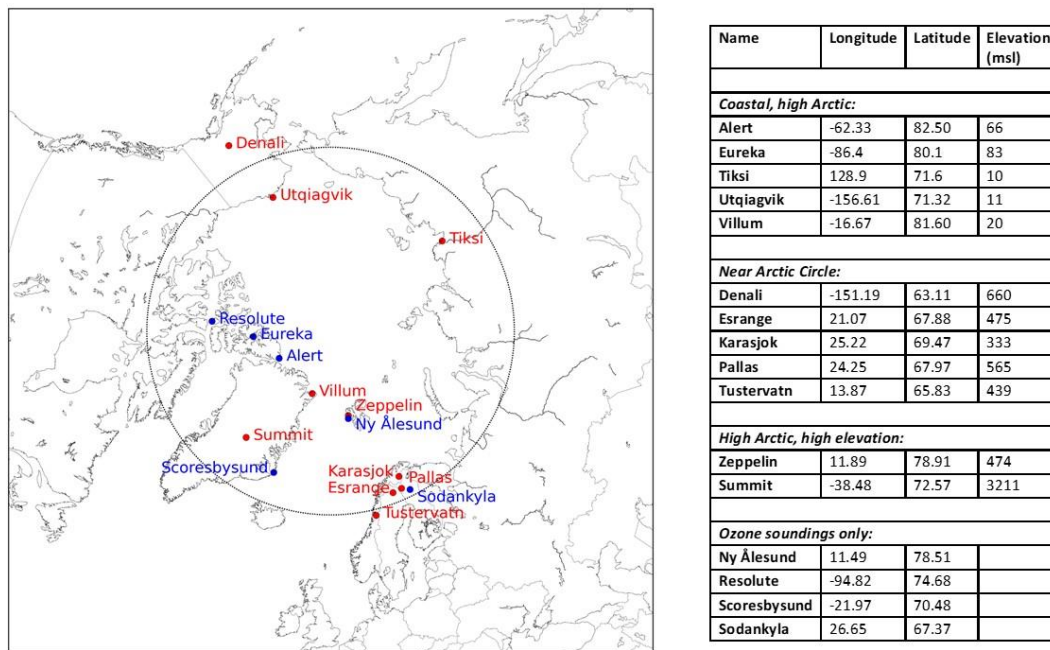 Denali
Utqiagvik
Tiksi
Resolute
Eureka
Alert
Villum
Zeppelin
Ny Ålesund
Summit
Scoresbysund
Karasjok
Pallas
Esrange
Sodankyla
Tustervatn
Name Longitude Latitude Elevation (msl)
Coastal, high Arctic:
Alert -62.33 82.50 66
Eureka -86.4 80.1 83
Tiksi 128.9 71.6 10
Utqiagvik -156.61 71.32 11
Villum -16.67 81.60 20
Near Arctic Circle:
Denali -151.19 63.11 660
Esrange 21.07 67.88 475
Karasjok 25.22 69.47 333
Pallas 24.25 67.97 565
Tustervatn 13.87 65.83 439
High Arctic, high elevation:
Zeppelin 11.89 78.91 474
Summit -38.48 72.57 3211
Ozone soundings only:
Ny Ålesund 11.49 78.51
Resolute -94.82 74.68
Scoresbysund -21.97 70.48
Sodankyla 26.65 67.37